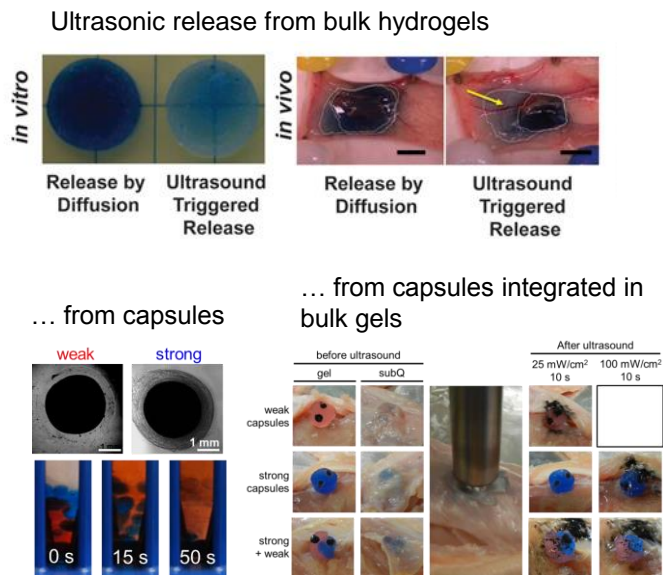 Ultrasonic release from bulk hydrogels
in vitro
in vivo
Release by
Diffusion
Ultrasound
Triggered
Release
Release by
Diffusion
Ultrasound
Triggered
Release
… from capsules
weak
strong
1 mm
0 s
15 s
50 s
… from capsules integrated in
bulk gels
before ultrasound
gel
subQ
After ultrasound
25 mW/cm²
10 s
100 mW/cm²
10 s
weak
capsules
strong
capsules
strong
+ weak